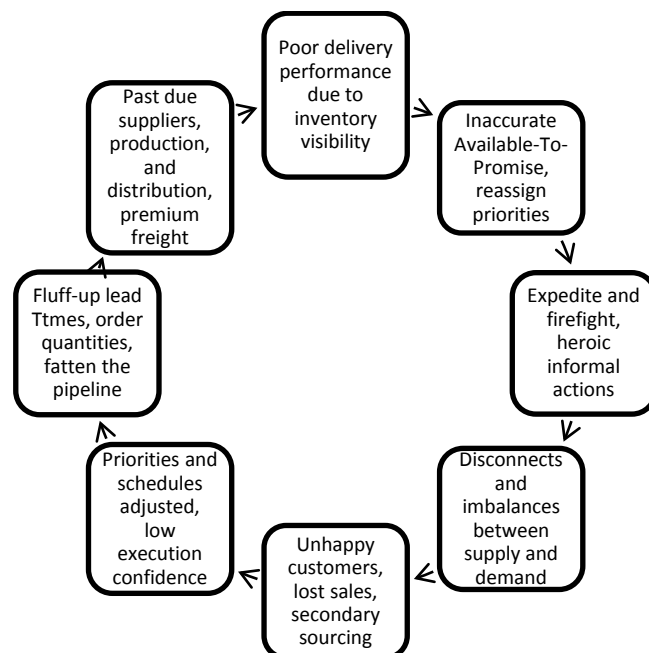 Poor delivery
performance
due to
inventory
visibility
Inaccurate
Available-To-
Promise,
reassign
priorities
Expedite and
firefight,
heroic
informal
actions
Disconnects
and
imbalances
between
supply and
demand
Unhappy
customers,
lost sales,
secondary
sourcing
Priorities and
schedules
adjusted,
low
execution
confidence
Fluff-up lead
Ttmes, order
quantities,
fatten the
pipeline
Past due
suppliers,
production,
and
distribution,
premium
freight